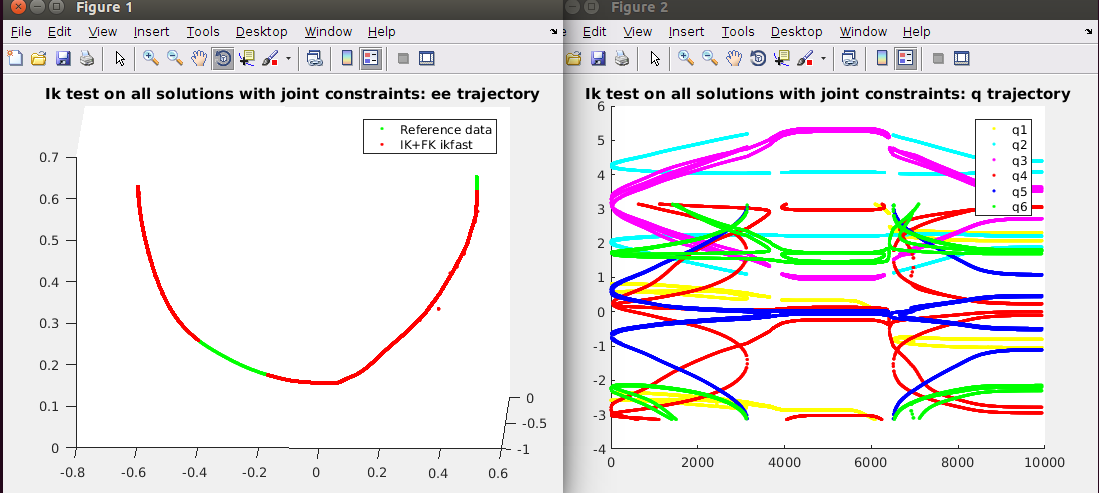 Figure 1
File Edit View Insert Tools Desktop Window Help
Ik test on all solutions with joint constraints: ee trajectory
Reference data
IK+FK ikfast
0.7
0.6
0.5
0.4
0.3
0.2
0.1
0
-0.8 -0.6 -0.4 -0.2 0 0.2 0.4 0.6
0
-0.5
-1
Figure 2
File Edit View Insert Tools Desktop Window Help
Ik test on all solutions with joint constraints: q trajectory
q1
q2
q3
q4
q5
q6
6
5
4
3
2
1
0
-1
-2
-3
-4
0 2000 4000 6000 8000 10000